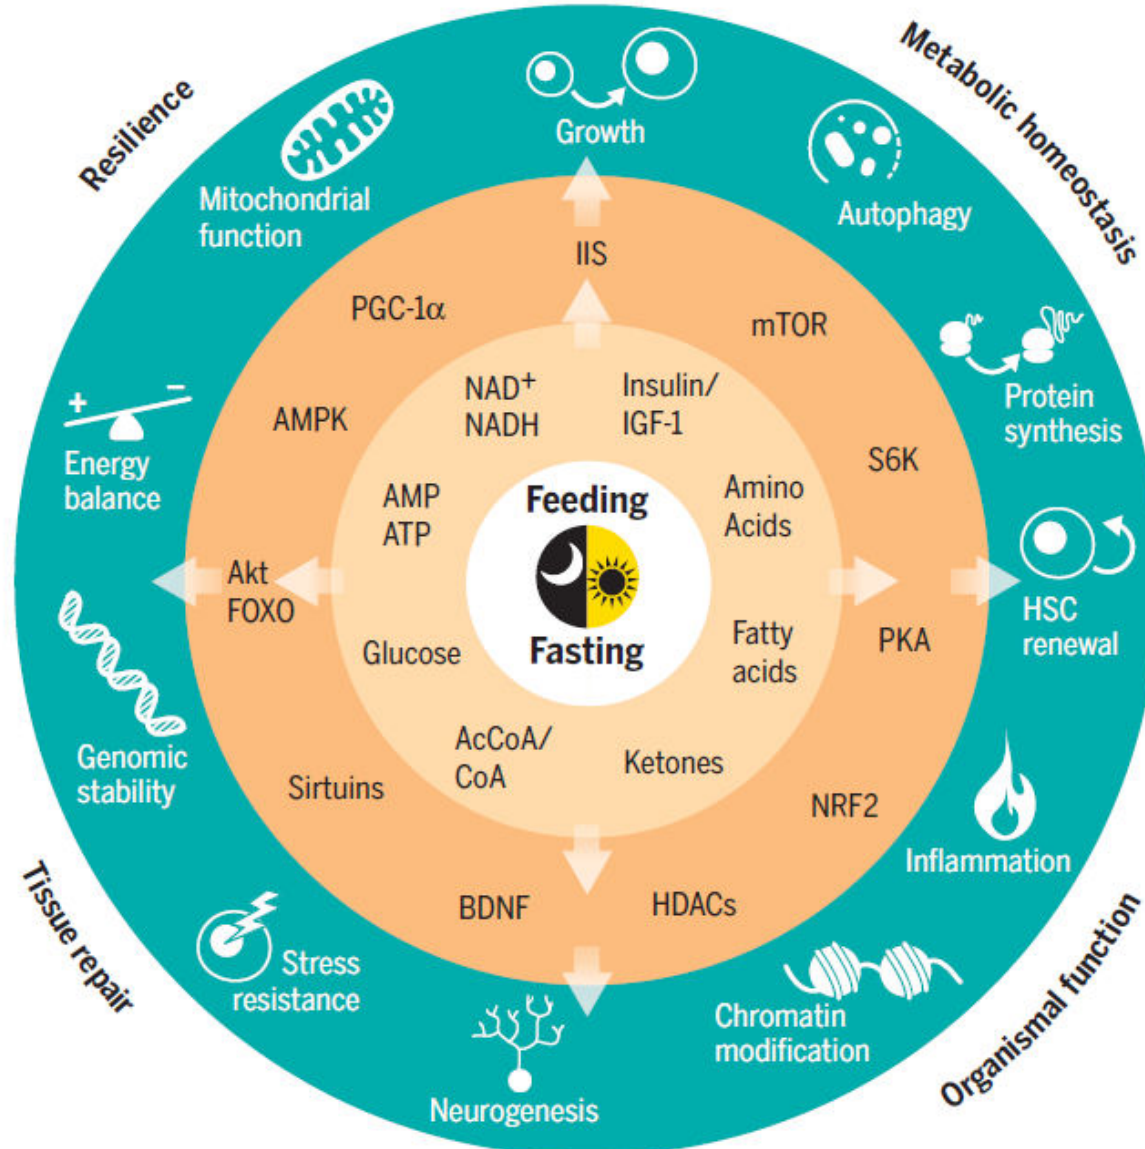 Resilience
Metabolic homeostasis
Tissue repair
Organismal function
Growth
Autophagy
Protein
synthesis
HSC
renewal
Inflammation
Chromatin
modification
Neurogenesis
Stress
resistance
Genomic
stability
+ −
Energy
balance
Mitochondrial
function
IIS
mTOR
S6K
PKA
NRF2
HDACs
BDNF
Sirtuins
Akt
FOXO
AMPK
PGC-1α
NAD⁺
NADH
Insulin/
IGF-1
Amino
Acids
Fatty
acids
Ketones
AcCoA/
CoA
Glucose
AMP
ATP
Feeding
Fasting